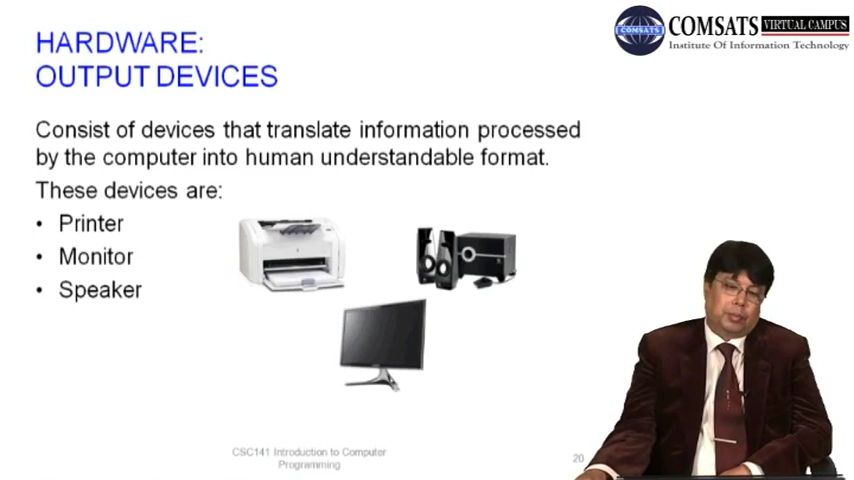 HARDWARE:
OUTPUT DEVICES
COMSATS
COMSATS VIRTUAL CAMPUS
Institute Of Information Technology
Consist of devices that translate information processed
by the computer into human understandable format.
These devices are:
• Printer
• Monitor
• Speaker
CSC141 Introduction to Computer
Programming
20